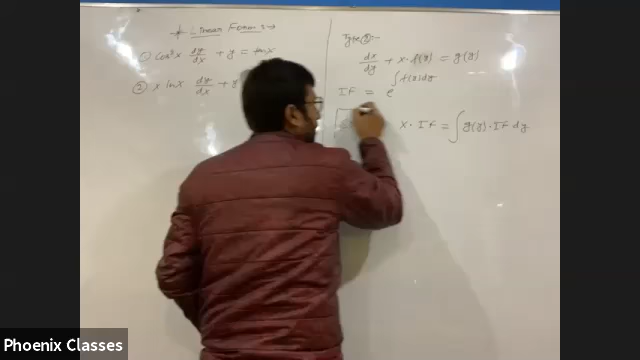 * Linear Form :→
① cos²x · dy/dx + y = tan x
② x ln x dy/dx + y
Type ② :-
dx/dy + x · f(y) = g(y)
IF = e^∫f(y)dy
x · IF = ∫ g(y) · IF dy
Phoenix Classes